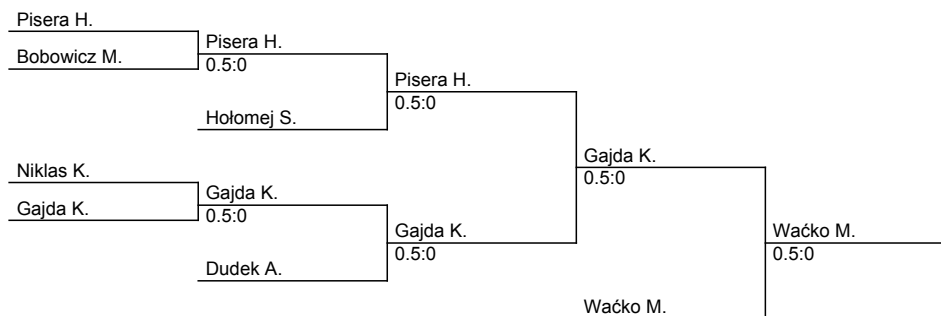 Pisera H.
Bobowicz M.
Pisera H.
0.5:0
Hołomej S.
Pisera H.
0.5:0
Niklas K.
Gajda K.
Gajda K.
0.5:0
Dudek A.
Gajda K.
0.5:0
Gajda K.
0.5:0
Waćko M.
Waćko M.
0.5:0